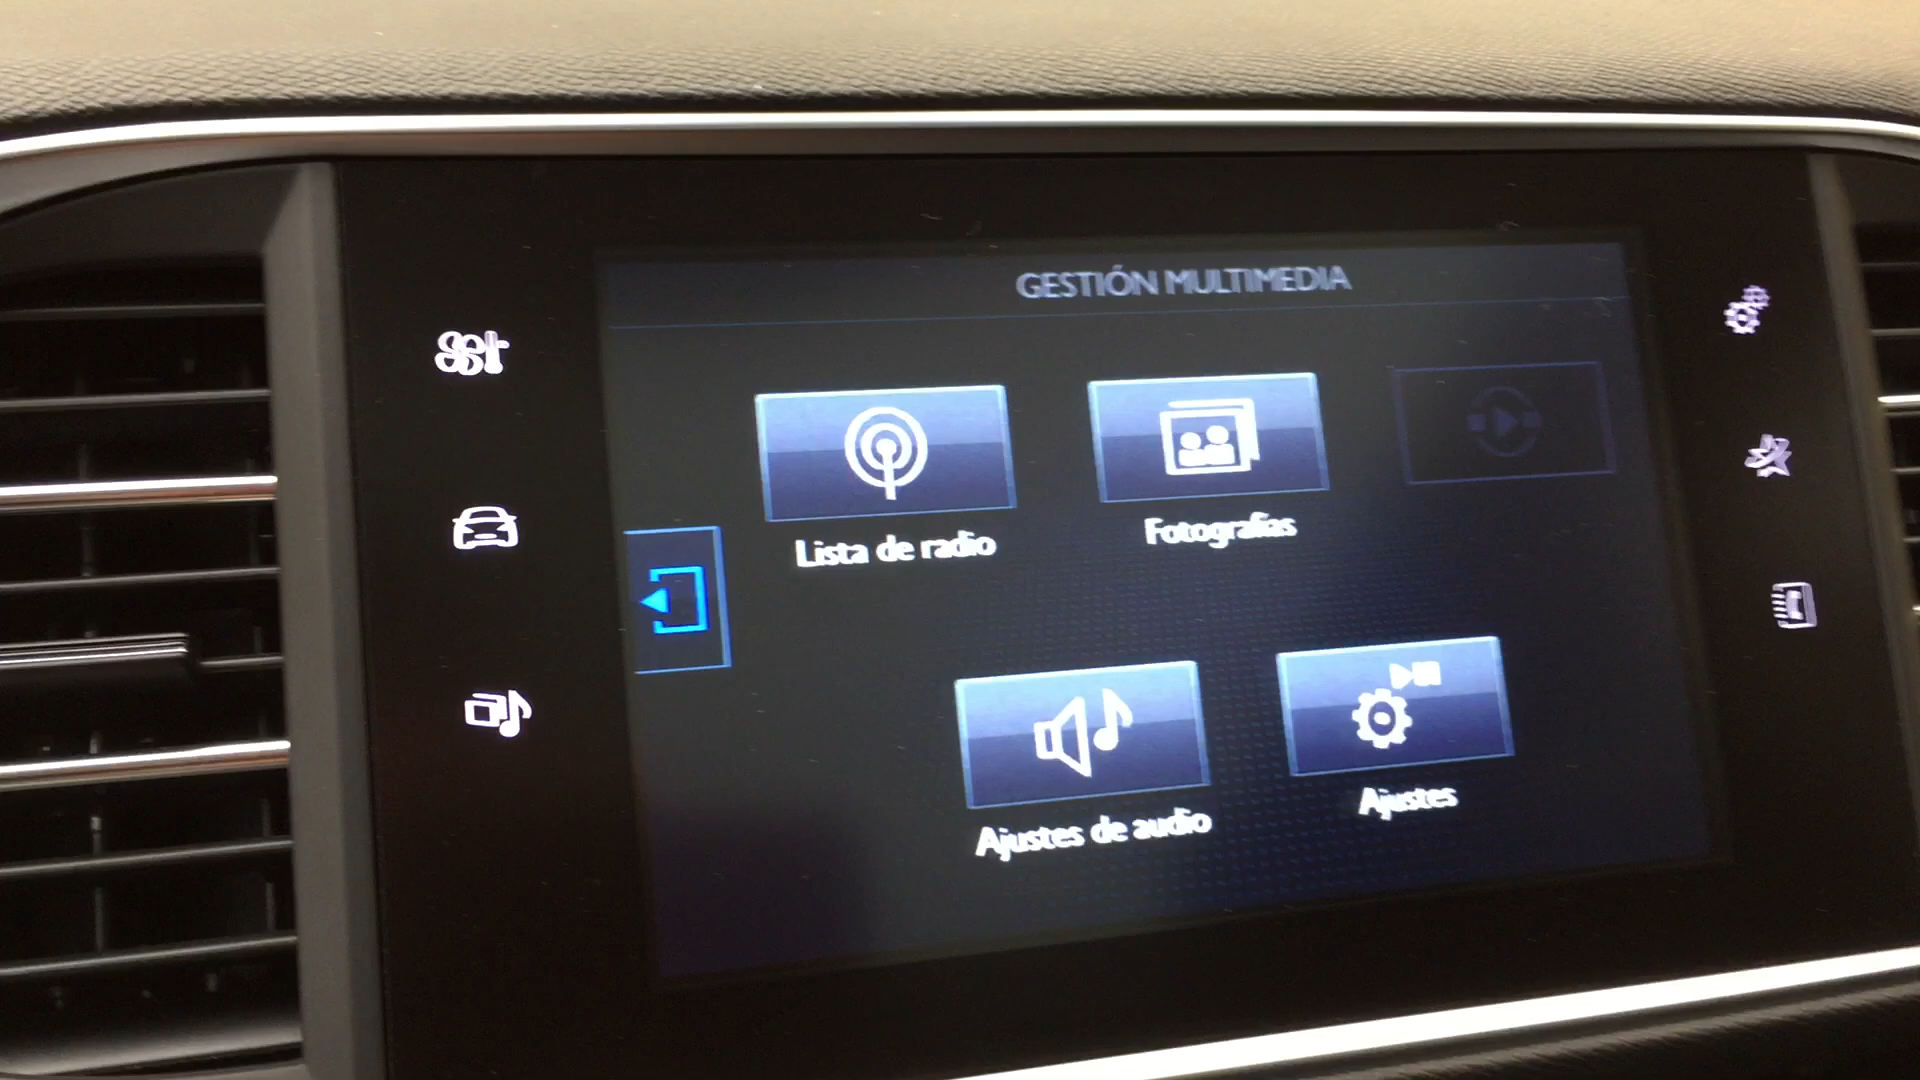 GESTIÓN MULTIMEDIA
Lista de radio
Fotografías
Ajustes de audio
Ajustes